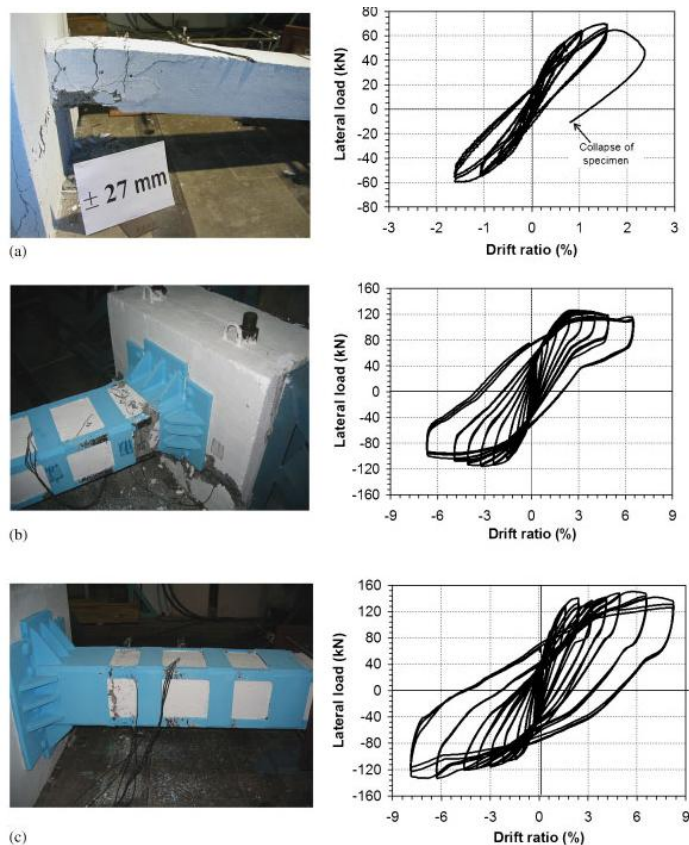 ± 27 mm
(a)
80
60
40
20
0
-20
-40
-60
-80
Lateral load (kN)
Collapse of
specimen
-3 -2 -1 0 1 2 3
Drift ratio (%)
(b)
160
120
80
40
0
-40
-80
-120
-160
Lateral load (kN)
-9 -6 -3 0 3 6 9
Drift ratio (%)
(c)
160
120
80
40
0
-40
-80
-120
-160
Lateral load (kN)
-9 -6 -3 0 3 6 9
Drift ratio (%)